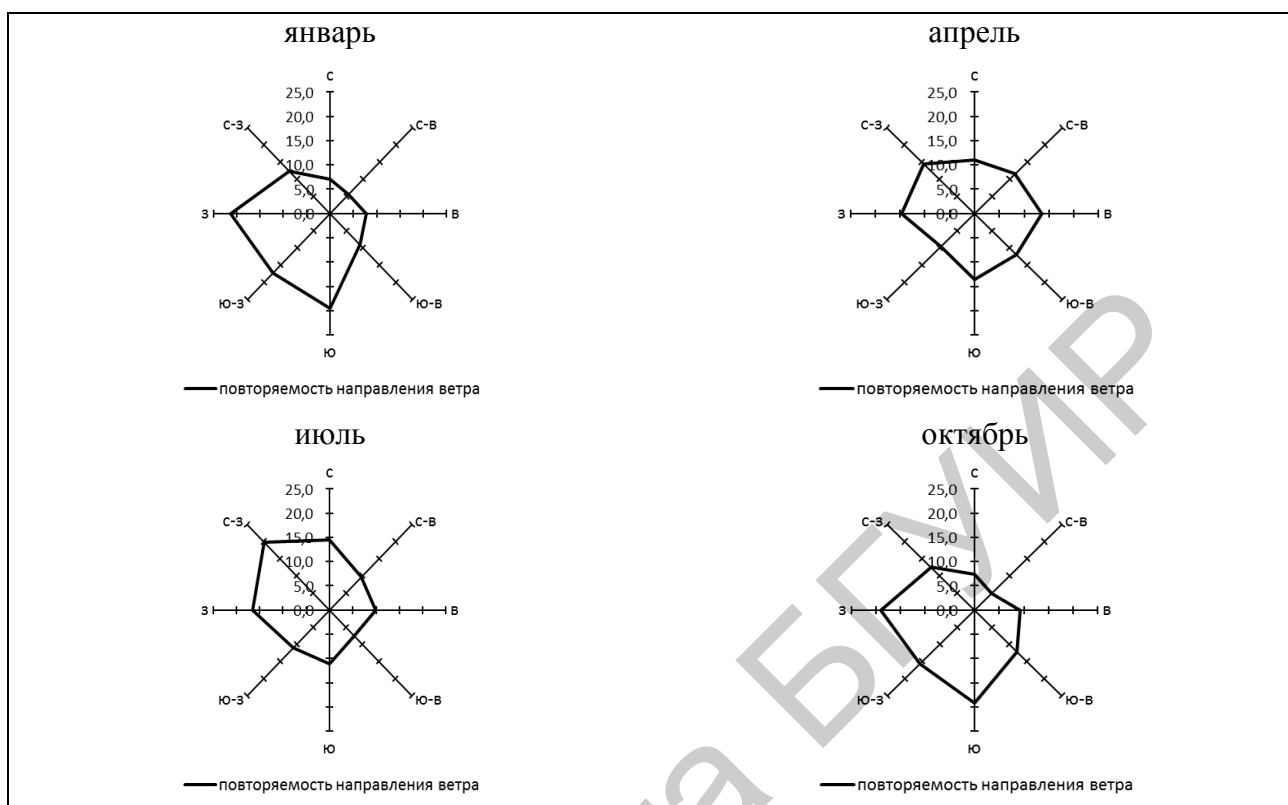 январь
апрель
с
25,0
20,0
15,0
10,0
5,0
0,0
с-з
с-в
з
в
ю-з
ю-в
ю
повторяемость направления ветра
с
25,0
20,0
15,0
10,0
5,0
0,0
с-з
с-в
з
в
ю-з
ю-в
ю
повторяемость направления ветра
июль
октябрь
с
25,0
20,0
15,0
10,0
5,0
0,0
с-з
с-в
з
в
ю-з
ю-в
ю
повторяемость направления ветра
с
25,0
20,0
15,0
10,0
5,0
0,0
с-з
с-в
з
в
ю-з
ю-в
ю
повторяемость направления ветра
БГУИР